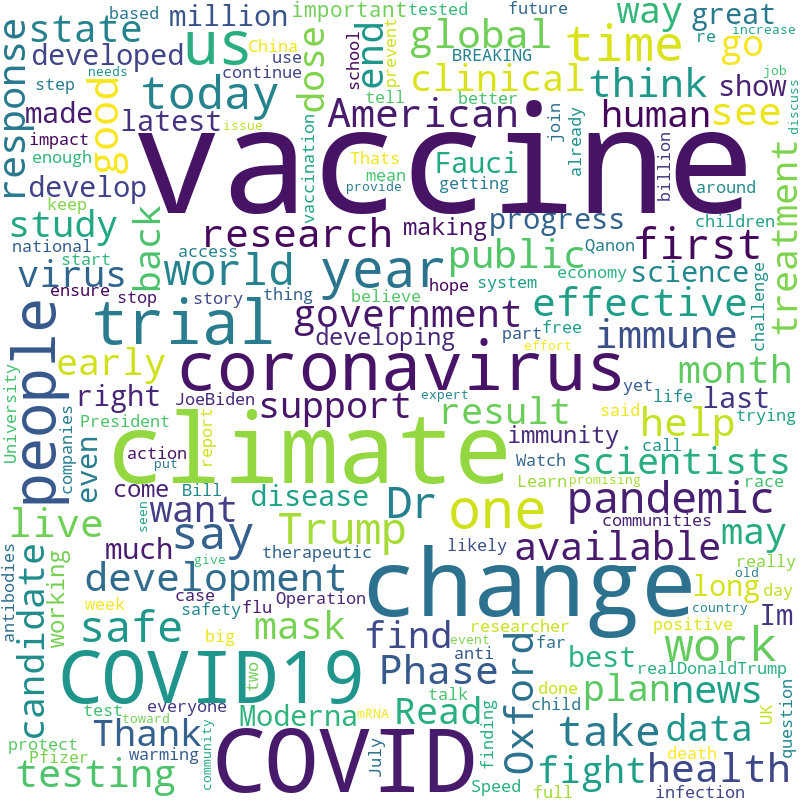 based
tested
future
state
million
important
way
great
increase
response
developed
us
dose
end
global
time
re
go
step
needs
China
use
continue
school
prevent
BREAKING
clinical
think
show
job
discuss
today
tell
better
made
latest
American
human
see
good
impact
issue
vaccine
join
already
enough
vaccination
Thats
mean
Fauci
getting
billion
around
develop
provide
treatment
keep
study
back
research
making
progress
children
national
access
public
Qanon
first
start
virus
world
year
economy
science
challenge
ensure
stop
story
thing
hope
system
believe
effective
people
trial
government
developing
part
free
immune
early
coronavirus
effort
month
University
right
JoeBiden
support
expert
yet
life
last
companies
President
climate
result
said
help
trying
even
action
report
immunity
call
put
come
Bill
disease
Dr
Watch
scientists
seen
want
Learn
promising
race
live
say
Trump
one
pandemic
communities
much
therapeutic
likely
available
may
antibodies
candidate
working
development
give
change
really
old
week
case
flu
Operation
long
day
safety
country
safe
big
mask
find
researcher
positive
Im
event
Oxford
far
anti
best
work
COVID19
two
Phase
realDonaldTrump
talk
done
child
plan
news
test
everyone
Moderna
mRNA
Read
finding
UK
question
toward
Thank
COVID
July
take
data
protect
warming
community
death
Pfizer
testing
Speed
full
fight
health
infection